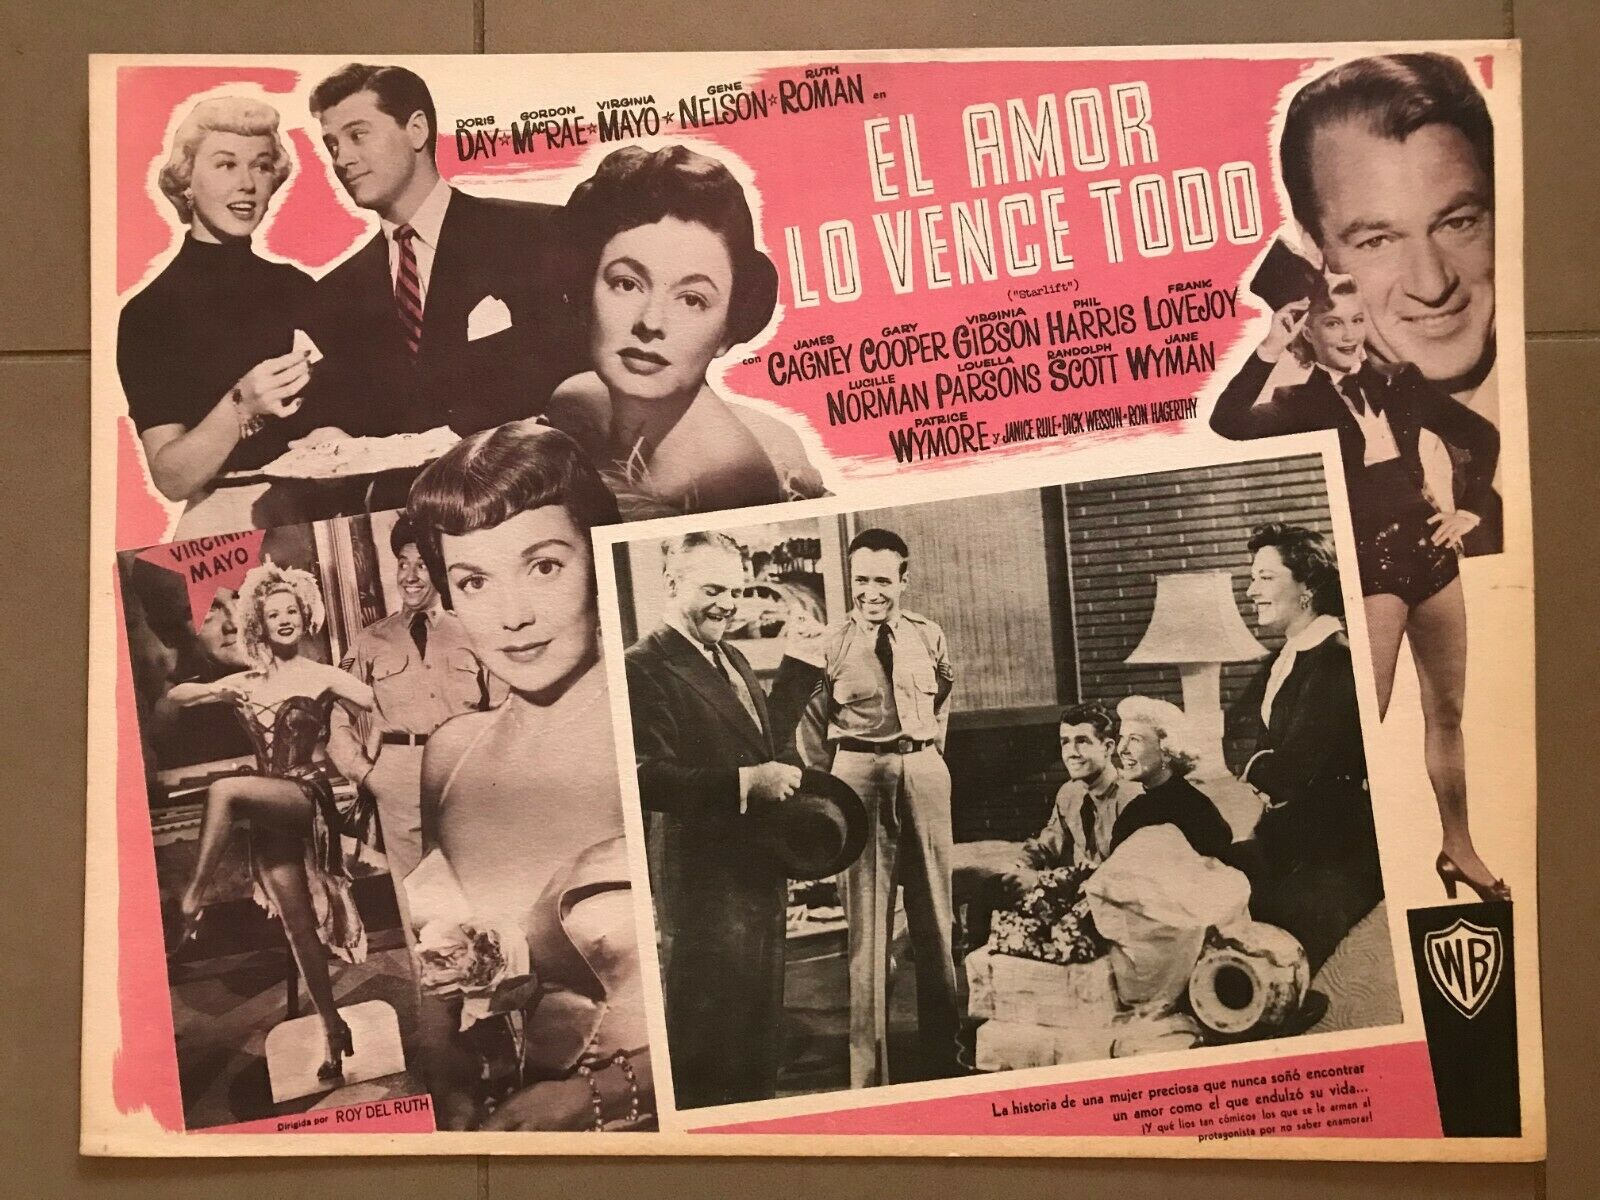 DORIS DAY ★ GORDON MacRAE ★ VIRGINIA MAYO ★ GENE NELSON ★ RUTH ROMAN en
EL AMOR
LO VENCE TODO
("Starlift")
con JAMES CAGNEY GARY COOPER VIRGINIA GIBSON PHIL HARRIS FRANK LOVEJOY
LUCILLE NORMAN LOUELLA PARSONS RANDOLPH SCOTT JANE WYMAN
PATRICE WYMORE y JANICE RULE • DICK WESSON • RON HAGERTHY
VIRGINIA
MAYO
WB
Dirigida por ROY DEL RUTH
La historia de una mujer preciosa que nunca soñó encontrar
un amor como el que endulzó su vida...
¡Y qué líos tan cómicos los que se le arman al
protagonista por no saber enamorar!